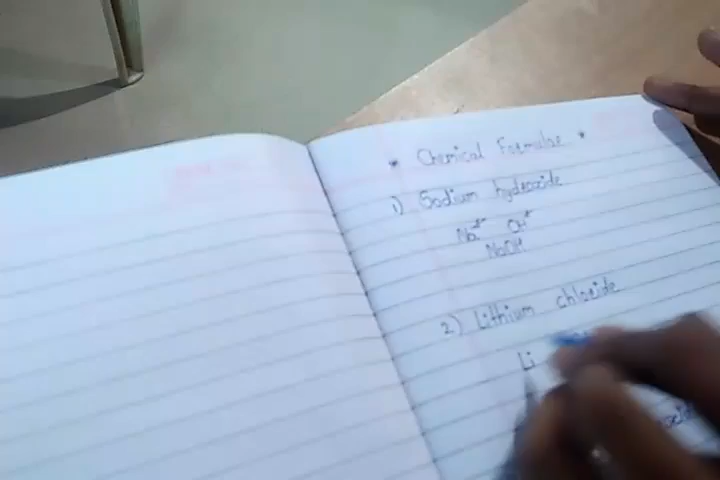 * Chemical Formulae *
1) Sodium hydroxide
Na OH
NaOH
2) Lithium chloride
Li